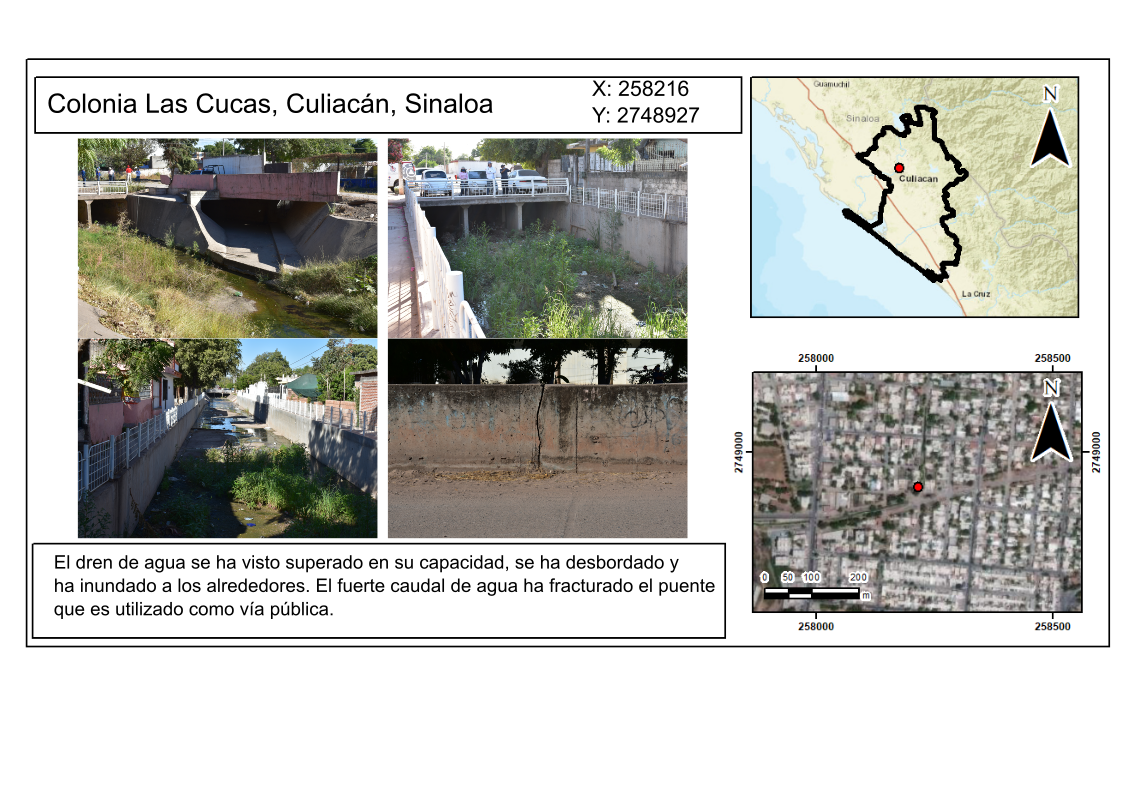 Colonia Las Cucas, Culiacán, Sinaloa
X: 258216
Y: 2748927
El dren de agua se ha visto superado en su capacidad, se ha desbordado y
ha inundado a los alrededores. El fuerte caudal de agua ha fracturado el puente
que es utilizado como vía pública.
Guamuchil
Sinaloa
N
Culiacan
La Cruz
258000
258500
N
2749000
2749000
0 50 100 200
m
258000
258500